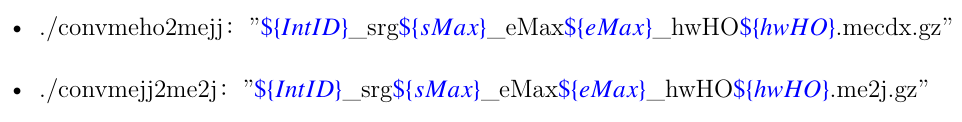 • ./convmeho2mejj: "${IntID}_srg${sMax}_eMax${eMax}_hwHO${hwHO}.mecdx.gz"
• ./convmejj2me2j: "${IntID}_srg${sMax}_eMax${eMax}_hwHO${hwHO}.me2j.gz"